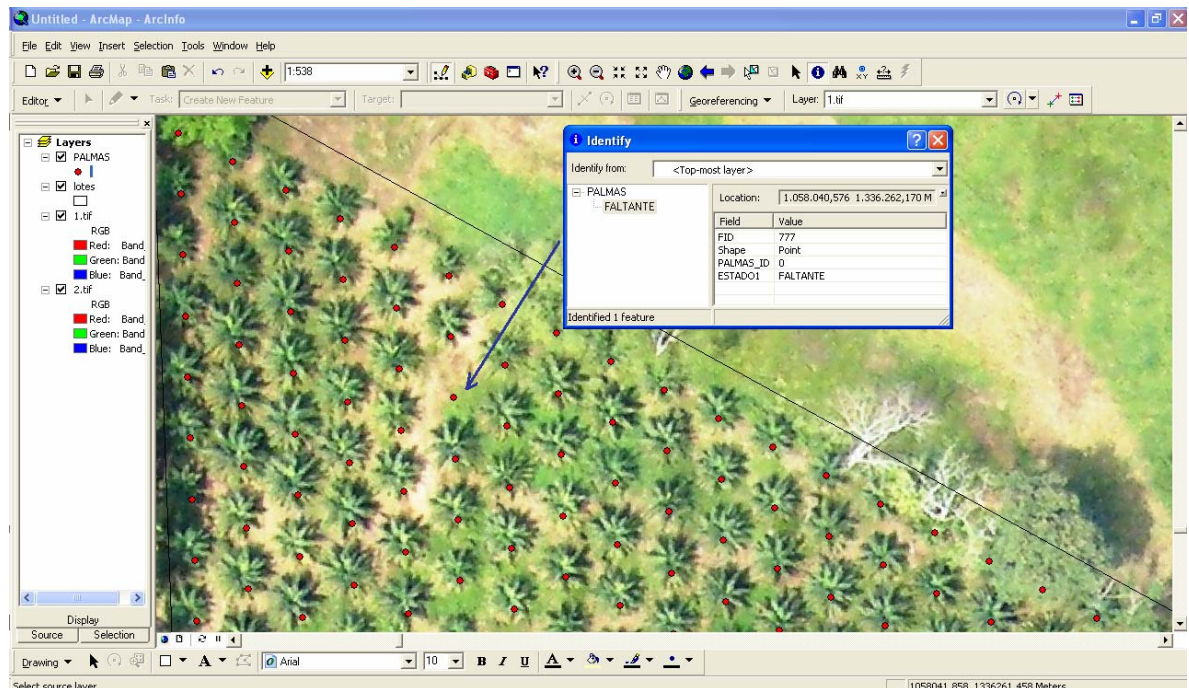 Untitled - ArcMap - ArcInfo
File Edit View Insert Selection Tools Window Help
1:538
Editor Task: Create New Feature Target: Georeferencing Layer: 1.tif
Layers
PALMAS
lotes
1.tif
RGB
Red: Band
Green: Band
Blue: Band_
2.tif
RGB
Red: Band
Green: Band
Blue: Band_
Display
Source Selection
Identify
Identify from: <Top-most layer>
PALMAS
FALTANTE
Location: 1.058.040,576 1.336.262,170 M
Field Value
FID 777
Shape Point
PALMAS_ID 0
ESTADO1 FALTANTE
Identified 1 feature
Drawing A Arial 10 B I U A
Select source layer
1058041,858 1336261,458 Meters